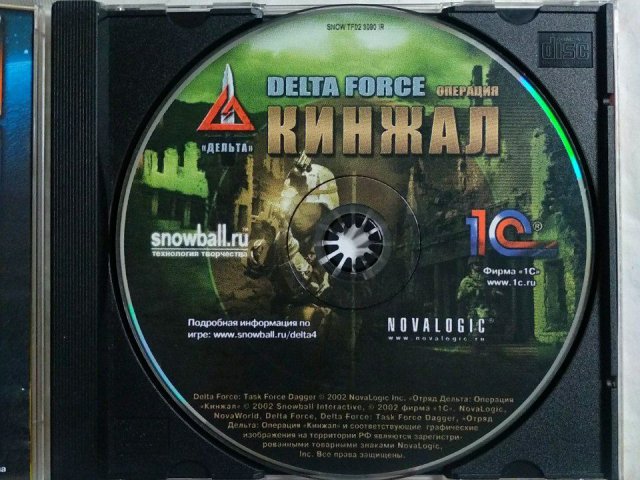 SNOW TF02 3090 IR
disc
DELTA FORCE ОПЕРАЦИЯ
КИНЖАЛ
«ДЕЛЬТА»
snowball.ru
технология творчества
1С®
Фирма «1С»
www.1c.ru
Подробная информация по
игре: www.snowball.ru/delta4
NOVALOGIC®
www.novalogic.ru
Delta Force: Task Force Dagger © 2002 NovaLogic Inc. «Отряд Дельта: Операция
«Кинжал» © 2002 Snowball Interactive, © 2002 фирма «1С». NovaLogic,
NovaWorld, Delta Force, Delta Force: Task Force Dagger, «Отряд
Дельта: Операция «Кинжал» и соответствующие графические
изображения на территории РФ являются зарегистри-
рованными товарными знаками NovaLogic,
Inc. Все права защищены.